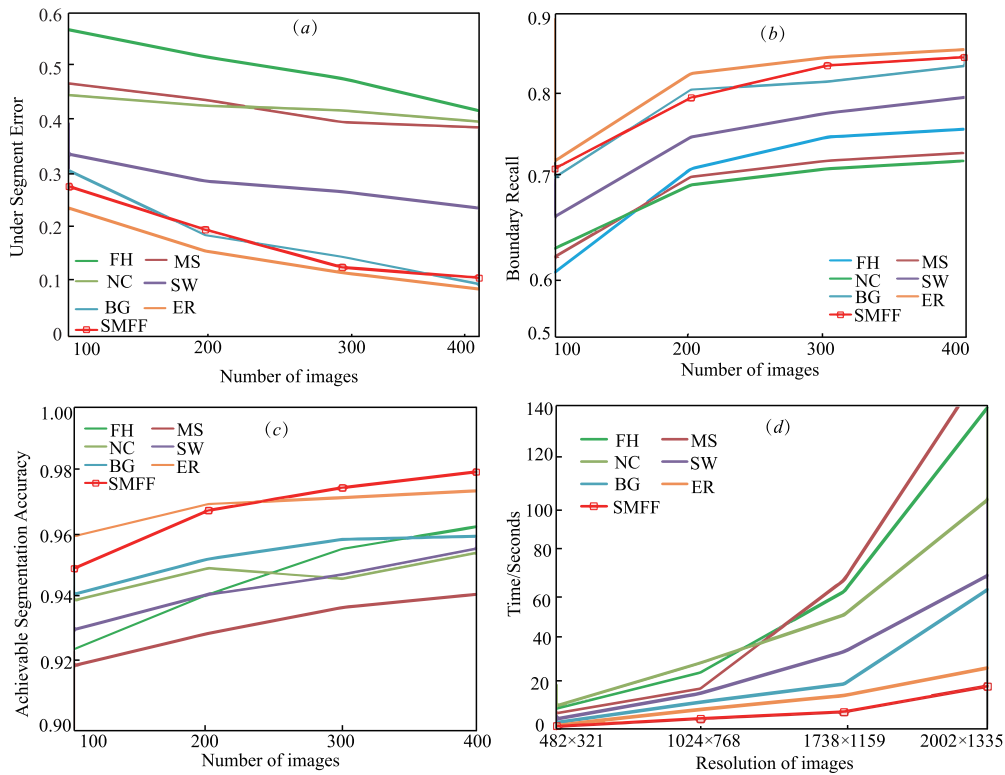 (a)
0.6
0.5
0.4
0.3
0.2
0.1
0
Under Segment Error
FH MS
NC SW
BG ER
SMFF
100 200 300 400
Number of images
(b)
0.9
0.8
0.7
0.6
0.5
Boundary Recall
FH MS
NC SW
BG ER
SMFF
100 200 300 400
Number of images
(c)
1.00
0.98
0.96
0.94
0.92
0.90
Achievable Segmentation Accuracy
FH MS
NC SW
BG ER
SMFF
100 200 300 400
Number of images
(d)
140
120
100
80
60
40
20
0
Time/Seconds
FH MS
NC SW
BG ER
SMFF
482×321 1024×768 1738×1159 2002×1335
Resolution of images